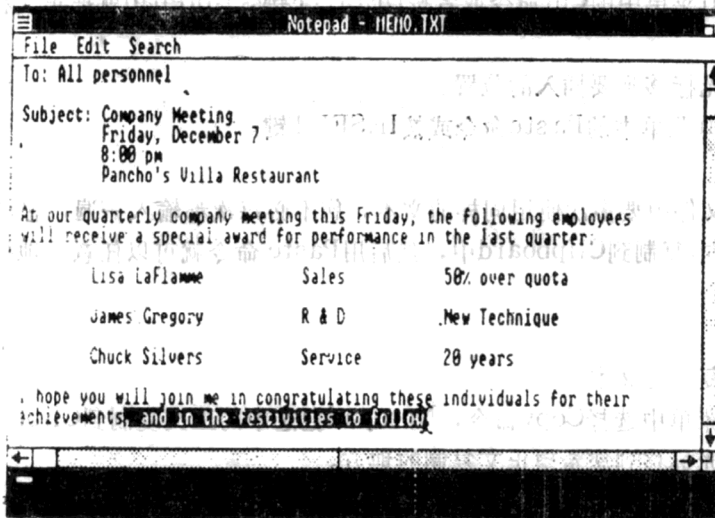 Notepad - MEMO.TXT
File Edit Search
To: All personnel
Subject: Company Meeting
Friday, December 7
8:00 pm
Pancho's Villa Restaurant
At our quarterly company meeting this Friday, the following employees
will receive a special award for performance in the last quarter:
Lisa LaFlamme Sales 50% over quota
James Gregory R & D New Technique
Chuck Silvers Service 20 years
I hope you will join me in congratulating these individuals for their
achievements, and in the festivities to follow